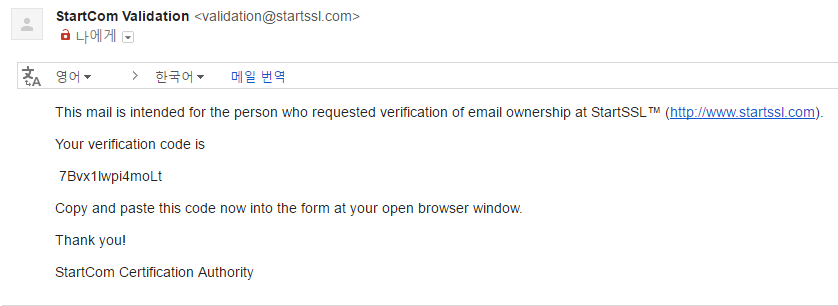 StartCom Validation <validation@startssl.com>
나에게
영어 > 한국어 메일 번역
This mail is intended for the person who requested verification of email ownership at StartSSL™ (http://www.startssl.com).
Your verification code is
7Bvx1lwpi4moLt
Copy and paste this code now into the form at your open browser window.
Thank you!
StartCom Certification Authority